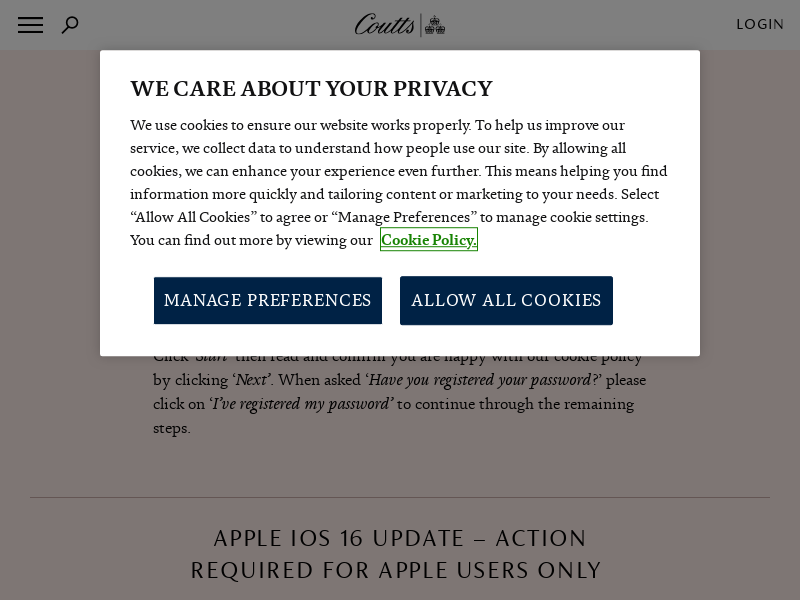 Coutts
LOGIN
WE CARE ABOUT YOUR PRIVACY
We use cookies to ensure our website works properly. To help us improve our
service, we collect data to understand how people use our site. By allowing all
cookies, we can enhance your experience even further. This means helping you find
information more quickly and tailoring content or marketing to your needs. Select
“Allow All Cookies” to agree or “Manage Preferences” to manage cookie settings.
You can find out more by viewing our Cookie Policy.
MANAGE PREFERENCES
ALLOW ALL COOKIES
Click ‘Start’ then read and confirm you are happy with our cookie policy
by clicking ‘Next’. When asked ‘Have you registered your password?’ please
click on ‘I’ve registered my password’ to continue through the remaining
steps.
APPLE IOS 16 UPDATE – ACTION
REQUIRED FOR APPLE USERS ONLY